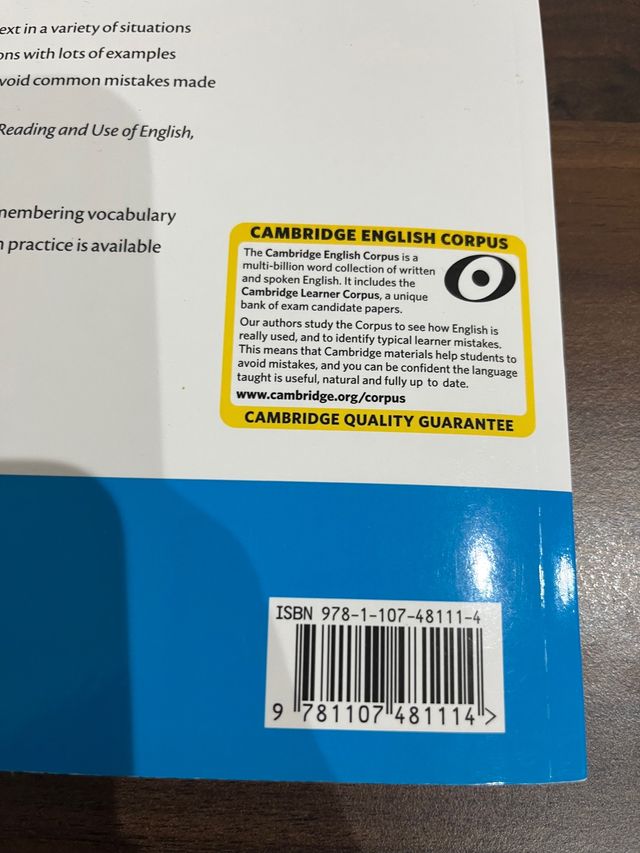 ext in a variety of situations
ons with lots of examples
void common mistakes made
Reading and Use of English,
membering vocabulary
n practice is available
CAMBRIDGE ENGLISH CORPUS
The Cambridge English Corpus is a
multi-billion word collection of written
and spoken English. It includes the
Cambridge Learner Corpus, a unique
bank of exam candidate papers.
Our authors study the Corpus to see how English is
really used, and to identify typical learner mistakes.
This means that Cambridge materials help students to
avoid mistakes, and you can be confident the language
taught is useful, natural and fully up to date.
www.cambridge.org/corpus
CAMBRIDGE QUALITY GUARANTEE
ISBN 978-1-107-48111-4
9 781107 481114 >